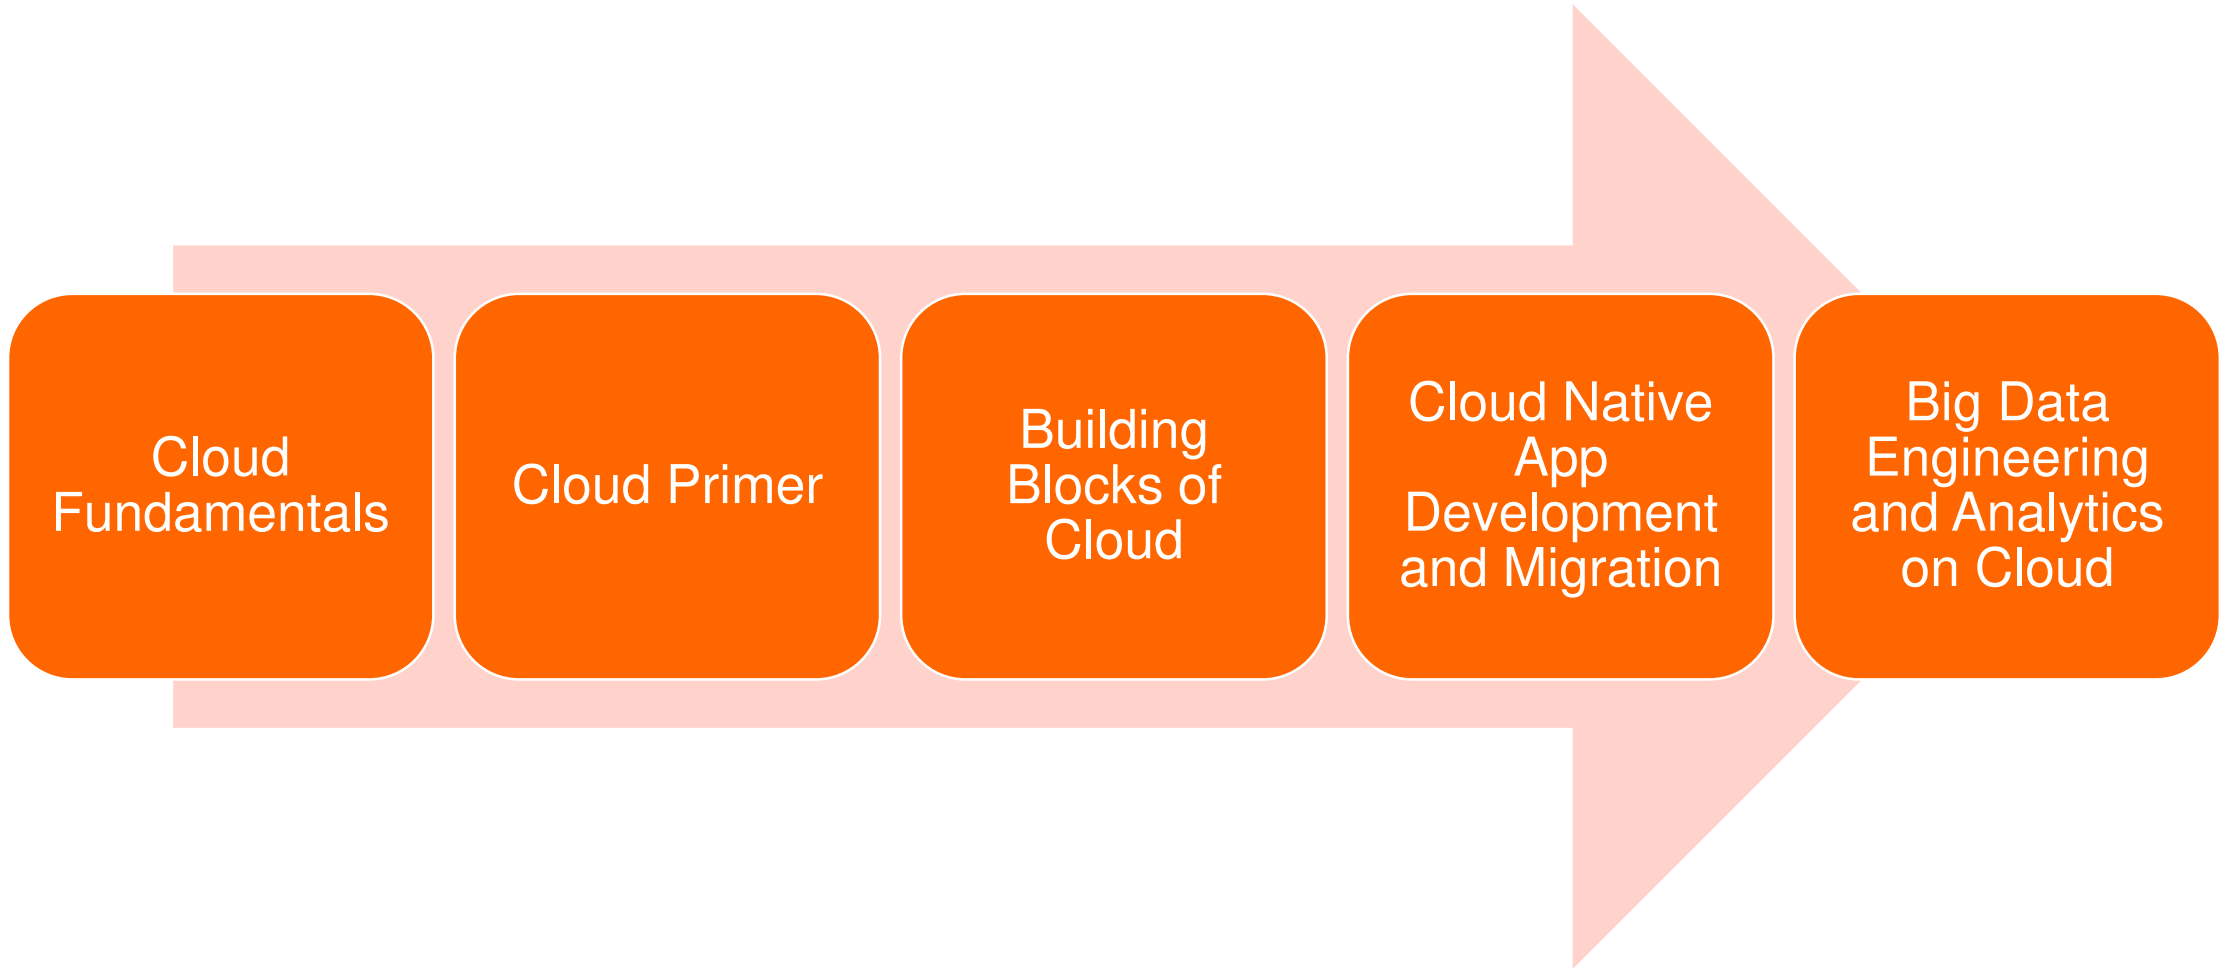 Cloud
Fundamentals
Cloud Primer
Building
Blocks of
Cloud
Cloud Native
App
Development
and Migration
Big Data
Engineering
and Analytics
on Cloud